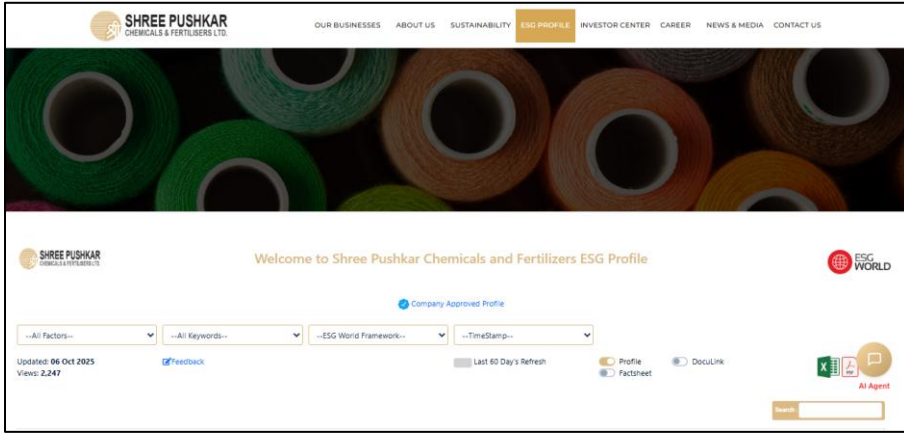 SHREE PUSHKAR
CHEMICALS & FERTILISERS LTD.
OUR BUSINESSES ABOUT US SUSTAINABILITY ESG PROFILE INVESTOR CENTER CAREER NEWS & MEDIA CONTACT US
SHREE PUSHKAR
CHEMICALS & FERTILISERS LTD.
Welcome to Shree Pushkar Chemicals and Fertilizers ESG Profile
ESG
WORLD
Company Approved Profile
--All Factors-- --All Keywords-- --ESG World Framework-- --TimeStamp--
Updated: 06 Oct 2025 Feedback Last 60 Day's Refresh Profile DocuLink
Views: 2,247 Factsheet
AI Agent
Search: